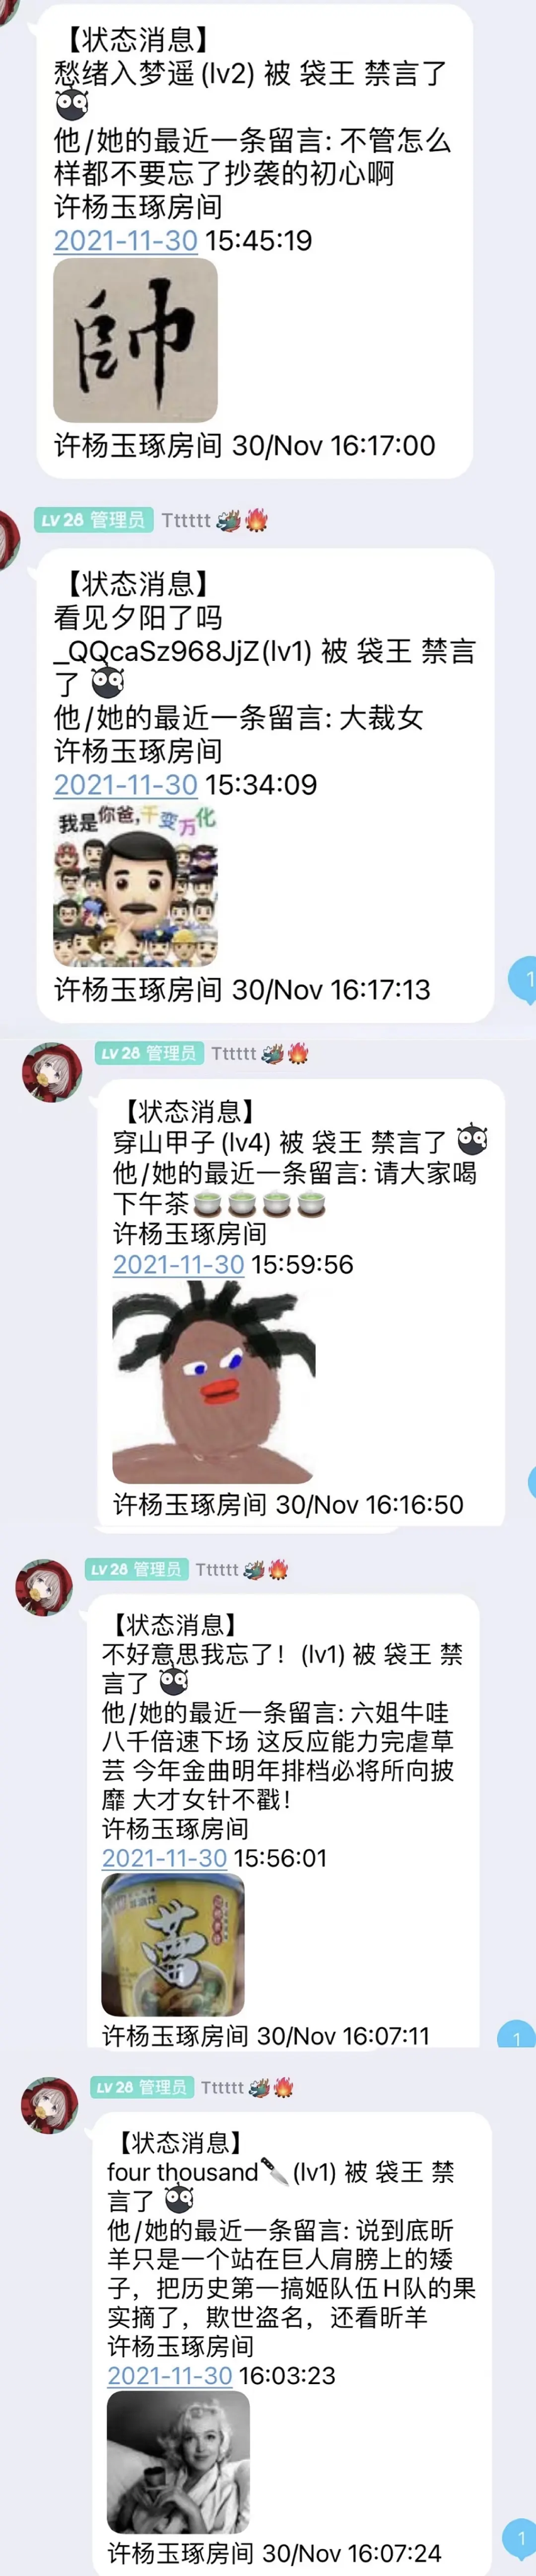 【状态消息】
愁绪入梦遥(lv2) 被 袋王 禁言了
他/她的最近一条留言: 不管怎么
样都不要忘了抄袭的初心啊
许杨玉琢房间
2021-11-30 15:45:19
帥
许杨玉琢房间 30/Nov 16:17:00
LV 28 管理员 Tttttt
【状态消息】
看见夕阳了吗
_QQcaSz968JjZ(lv1) 被 袋王 禁言
了
他/她的最近一条留言: 大裁女
许杨玉琢房间
2021-11-30 15:34:09
我是你爸,千变万化
许杨玉琢房间 30/Nov 16:17:13
1
LV 28 管理员 Tttttt
【状态消息】
穿山甲子(lv4) 被 袋王 禁言了
他/她的最近一条留言: 请大家喝
下午茶
许杨玉琢房间
2021-11-30 15:59:56
许杨玉琢房间 30/Nov 16:16:50
LV 28 管理员 Tttttt
【状态消息】
不好意思我忘了！(lv1) 被 袋王 禁
言了
他/她的最近一条留言: 六姐牛哇
八千倍速下场 这反应能力完虐草
芸 今年金曲明年排档必将所向披
靡 大才女针不戳！
许杨玉琢房间
2021-11-30 15:56:01
许杨玉琢房间 30/Nov 16:07:11
1
LV 28 管理员 Tttttt
【状态消息】
four thousand (lv1) 被 袋王 禁
言了
他/她的最近一条留言: 说到底昕
羊只是一个站在巨人肩膀上的矮
子，把历史第一搞姬队伍H队的果
实摘了，欺世盗名，还看昕羊
许杨玉琢房间
2021-11-30 16:03:23
许杨玉琢房间 30/Nov 16:07:24
1